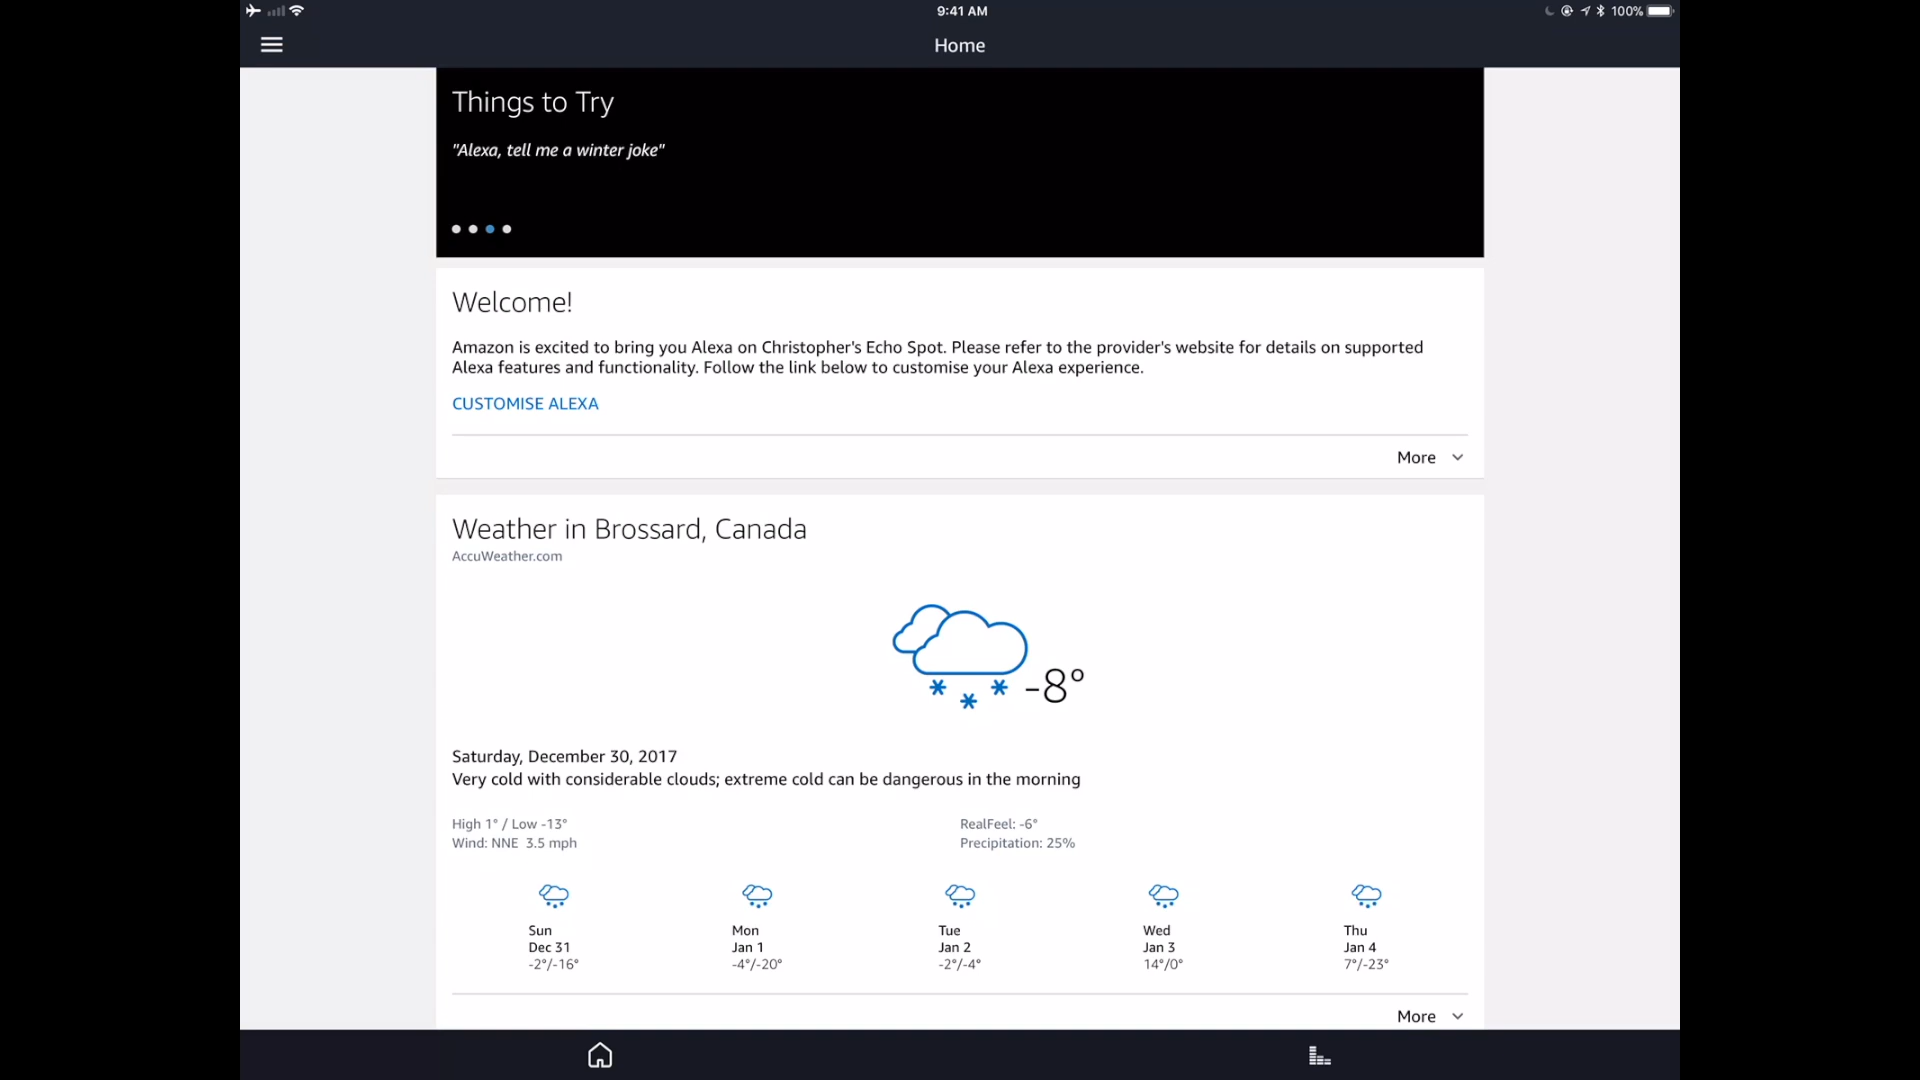 9:41 AM
100%
Home
Things to Try
"Alexa, tell me a winter joke"
Welcome!
Amazon is excited to bring you Alexa on Christopher's Echo Spot. Please refer to the provider's website for details on supported
Alexa features and functionality. Follow the link below to customise your Alexa experience.
CUSTOMISE ALEXA
More
Weather in Brossard, Canada
AccuWeather.com
-8°
Saturday, December 30, 2017
Very cold with considerable clouds; extreme cold can be dangerous in the morning
High 1° / Low -13°
RealFeel: -6°
Wind: NNE 3.5 mph
Precipitation: 25%
Sun
Dec 31
-2°/-16°
Mon
Jan 1
-4°/-20°
Tue
Jan 2
-2°/-4°
Wed
Jan 3
14°/0°
Thu
Jan 4
7°/-23°
More